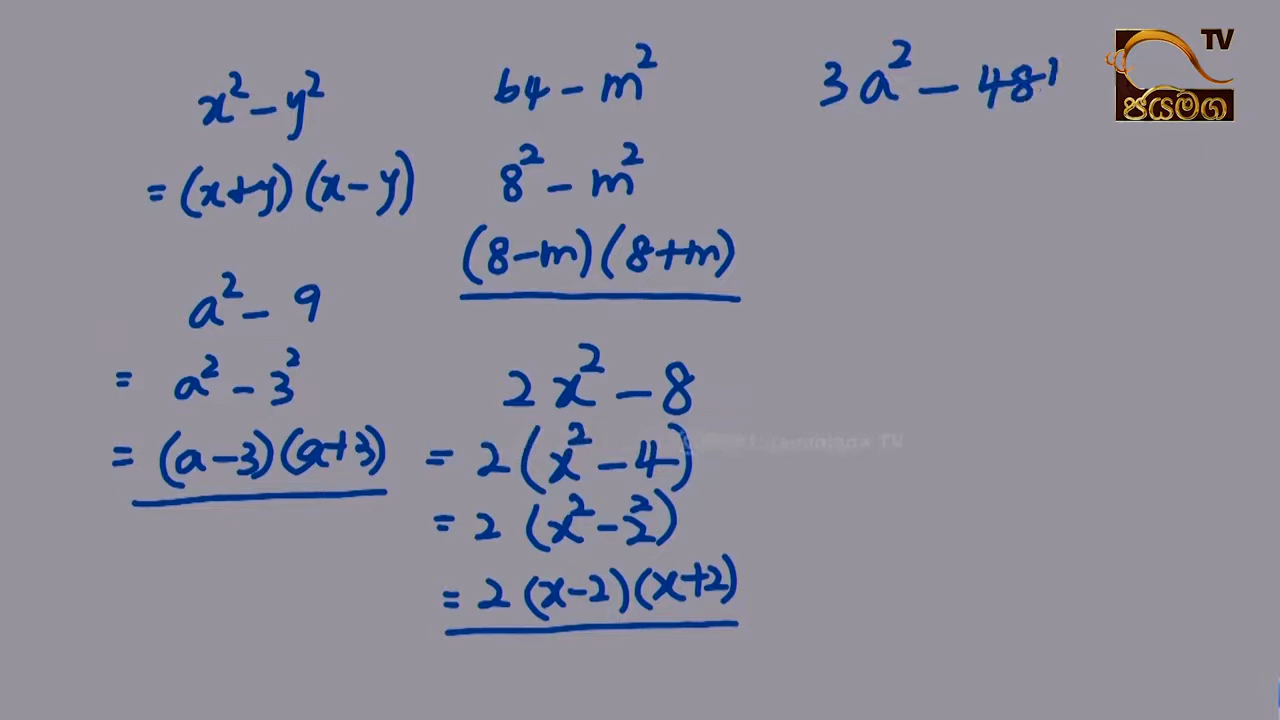 x² - y²
= (x+y) (x - y)
a² - 9
= a² - 3²
= (a - 3)(a+3)
64 - m²
8² - m²
(8 - m) (8+m)
2x² - 8
= 2 (x² - 4)
= 2 (x² - 2²)
= 2 (x - 2)(x+2)
3a² - 48
TV
ජයමග